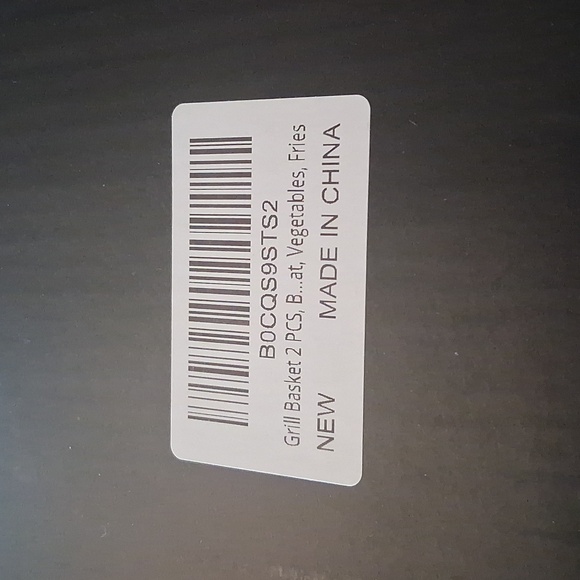 B0CQS9STS2
Grill Basket 2 PCS, B...at, Vegetables, Fries
NEW MADE IN CHINA